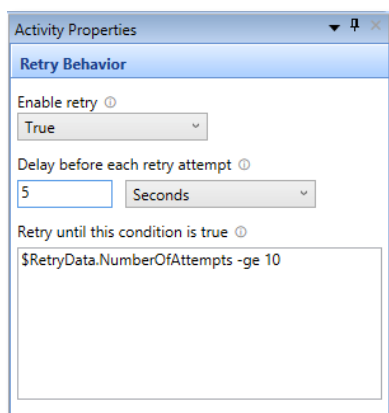 Activity Properties
Retry Behavior
Enable retry
True
Delay before each retry attempt
5 Seconds
Retry until this condition is true
$RetryData.NumberOfAttempts -ge 10